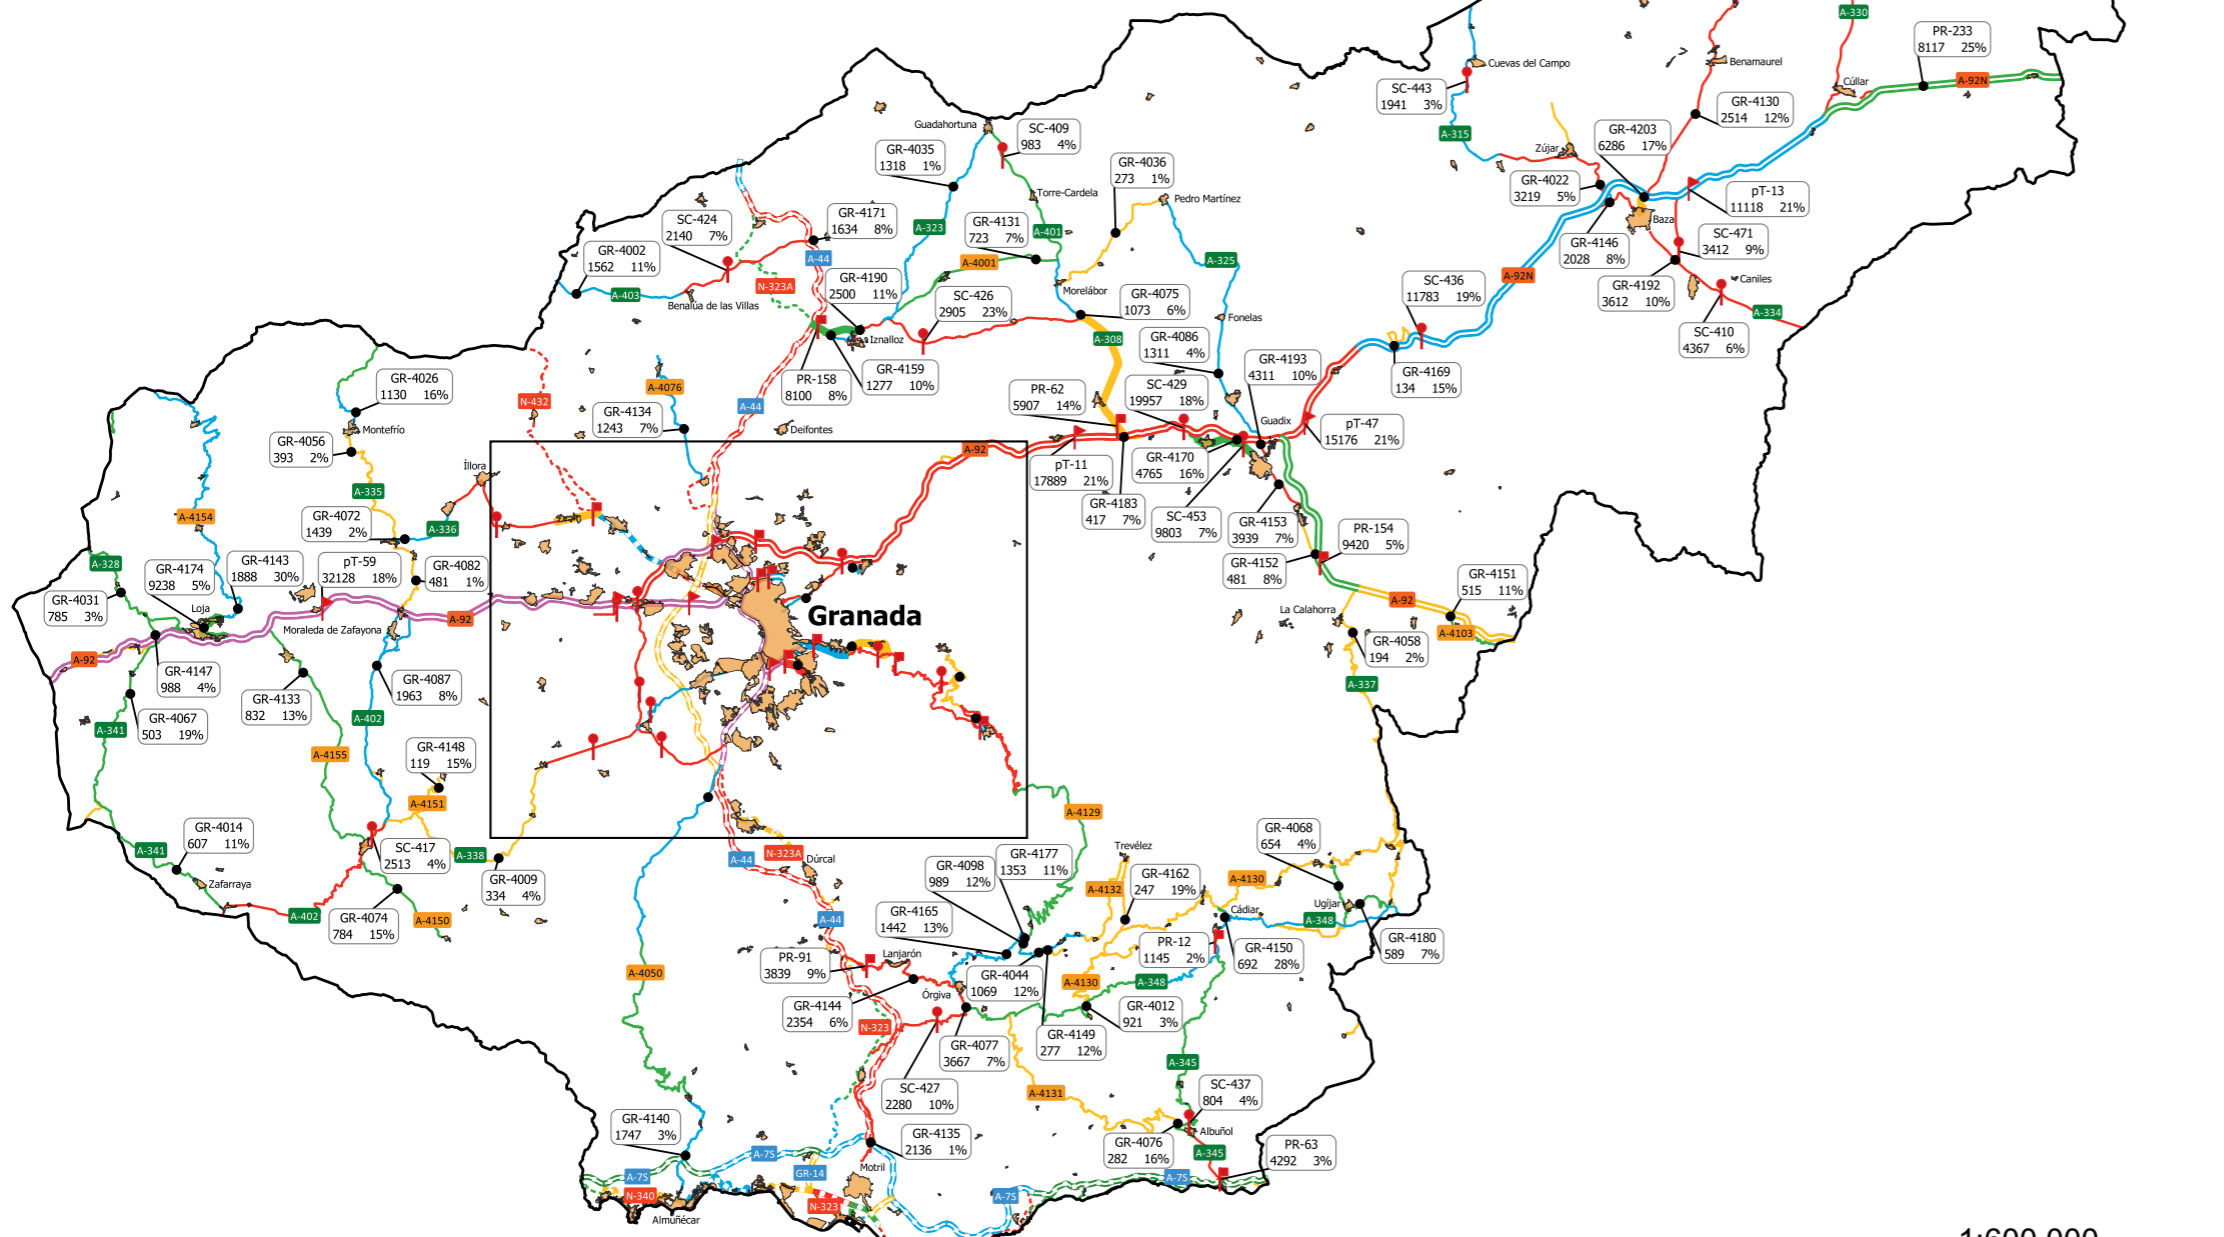 A-330
PR-233
8117 25%
A-92N
Cuevas del Campo
Benamaurel
Cúllar
SC-443
1941 3%
GR-4130
2514 12%
A-315
GR-4203
6286 17%
Zújar
GR-4022
3219 5%
pT-13
11118 21%
Baza
SC-471
3412 9%
GR-4146
2028 8%
GR-4192
3612 10%
Caniles
A-334
SC-410
4367 6%
A-92N
SC-436
11783 19%
GR-4169
134 15%
Guadahortuna
SC-409
983 4%
GR-4035
1318 1%
GR-4036
273 1%
Torre-Cardela
Pedro Martínez
SC-424
2140 7%
GR-4171
1634 8%
A-323
GR-4131
723 7%
A-401
A-325
GR-4002
1562 11%
A-44
A-4001
A-403
N-323A
GR-4190
2500 11%
Benalúa de las Villas
SC-426
2905 23%
Morelábor
GR-4075
1073 6%
Fonelas
Iznalloz
A-308
GR-4086
1311 4%
GR-4193
4311 10%
PR-158
8100 8%
GR-4159
1277 10%
GR-4026
1130 16%
A-4076
N-432
A-44
GR-4134
1243 7%
PR-62
5907 14%
SC-429
19957 18%
Guadix
pT-47
15176 21%
Montefrío
Deifontes
GR-4056
393 2%
A-92
pT-11
17889 21%
GR-4170
4765 16%
Íllora
A-335
GR-4183
417 7%
SC-453
9803 7%
GR-4153
3939 7%
PR-154
9420 5%
A-4154
GR-4072
1439 2%
A-336
A-328
GR-4174
9238 5%
GR-4143
1888 30%
pT-59
32128 18%
GR-4082
481 1%
GR-4152
481 8%
GR-4151
515 11%
GR-4031
785 3%
Loja
Moraleda de Zafayona
A-92
Granada
La Calahorra
A-92
A-4103
A-92
GR-4147
988 4%
GR-4133
832 13%
GR-4087
1963 8%
GR-4058
194 2%
A-337
GR-4067
503 19%
A-341
A-402
A-4155
GR-4148
119 15%
A-4151
A-4129
GR-4014
607 11%
A-341
SC-417
2513 4%
A-338
GR-4009
334 4%
A-44
N-323A
Dúrcal
GR-4098
989 12%
GR-4177
1353 11%
Trevélez
GR-4068
654 4%
Zafarraya
A-402
GR-4074
784 15%
A-4150
A-4132
GR-4162
247 19%
A-4130
A-44
GR-4165
1442 13%
Cádiar
Ugíjar
A-348
PR-91
3839 9%
Lanjarón
PR-12
1145 2%
GR-4150
692 28%
GR-4180
589 7%
A-4050
GR-4044
1069 12%
A-4130
A-348
Órgiva
GR-4144
2354 6%
N-323
GR-4012
921 3%
GR-4077
3667 7%
GR-4149
277 12%
A-345
SC-427
2280 10%
A-4131
SC-437
804 4%
GR-4140
1747 3%
GR-4135
2136 1%
GR-4076
282 16%
Albuñol
A-345
PR-63
4292 3%
A-7S
GR-14
Motril
A-7S
N-340
N-323
A-7S
A-7S
Almuñécar
1:600.000